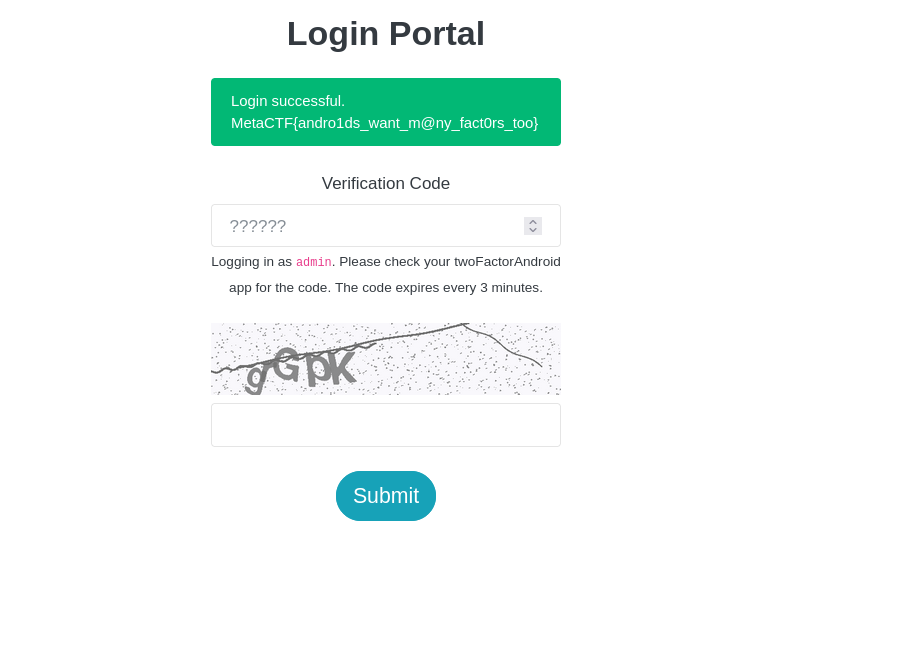 Login Portal
Login successful.
MetaCTF{andro1ds_want_m@ny_fact0rs_too}
Verification Code
??????
Logging in as admin. Please check your twoFactorAndroid
app for the code. The code expires every 3 minutes.
gGpK
Submit